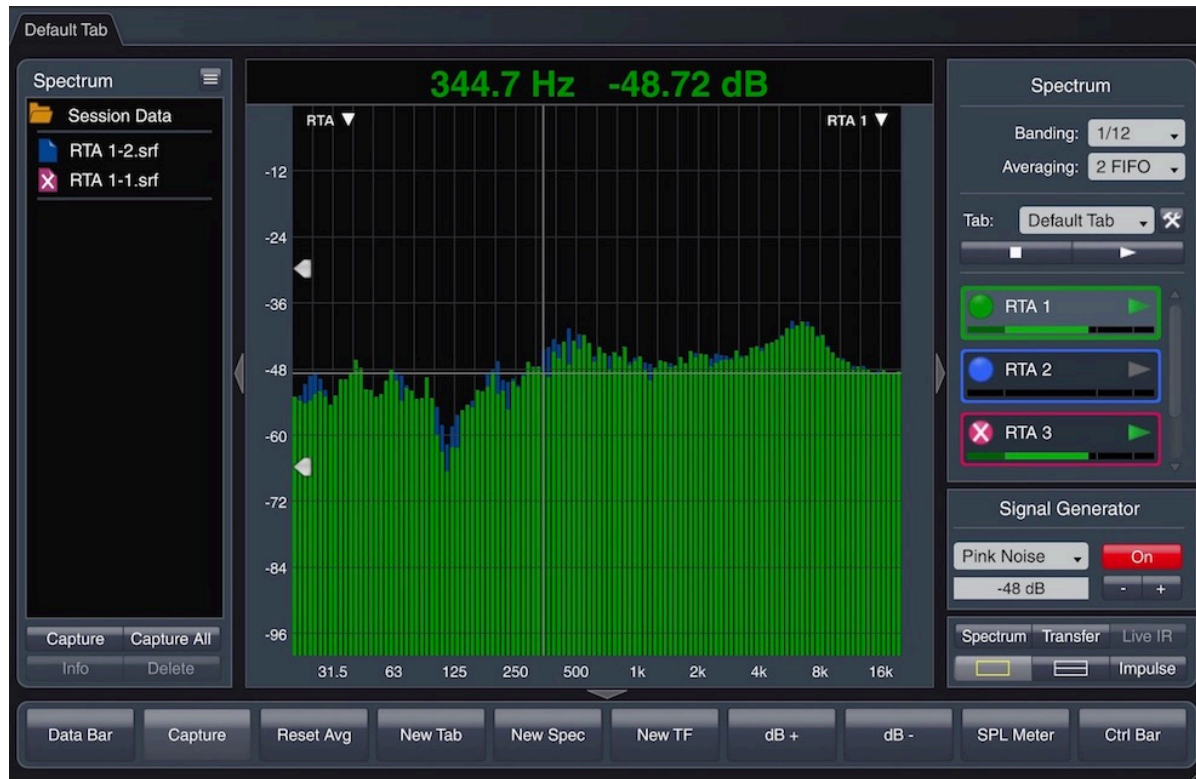 Default Tab
Spectrum
Session Data
RTA 1-2.srf
RTA 1-1.srf
Capture Capture All
Info Delete
344.7 Hz -48.72 dB
RTA RTA 1
-12
-24
-36
-48
-60
-72
-84
-96
31.5 63 125 250 500 1k 2k 4k 8k 16k
Spectrum
Banding: 1/12
Averaging: 2 FIFO
Tab: Default Tab
RTA 1
RTA 2
RTA 3
Signal Generator
Pink Noise On
-48 dB - +
Spectrum Transfer Live IR
Impulse
Data Bar Capture Reset Avg New Tab New Spec New TF dB + dB - SPL Meter Ctrl Bar